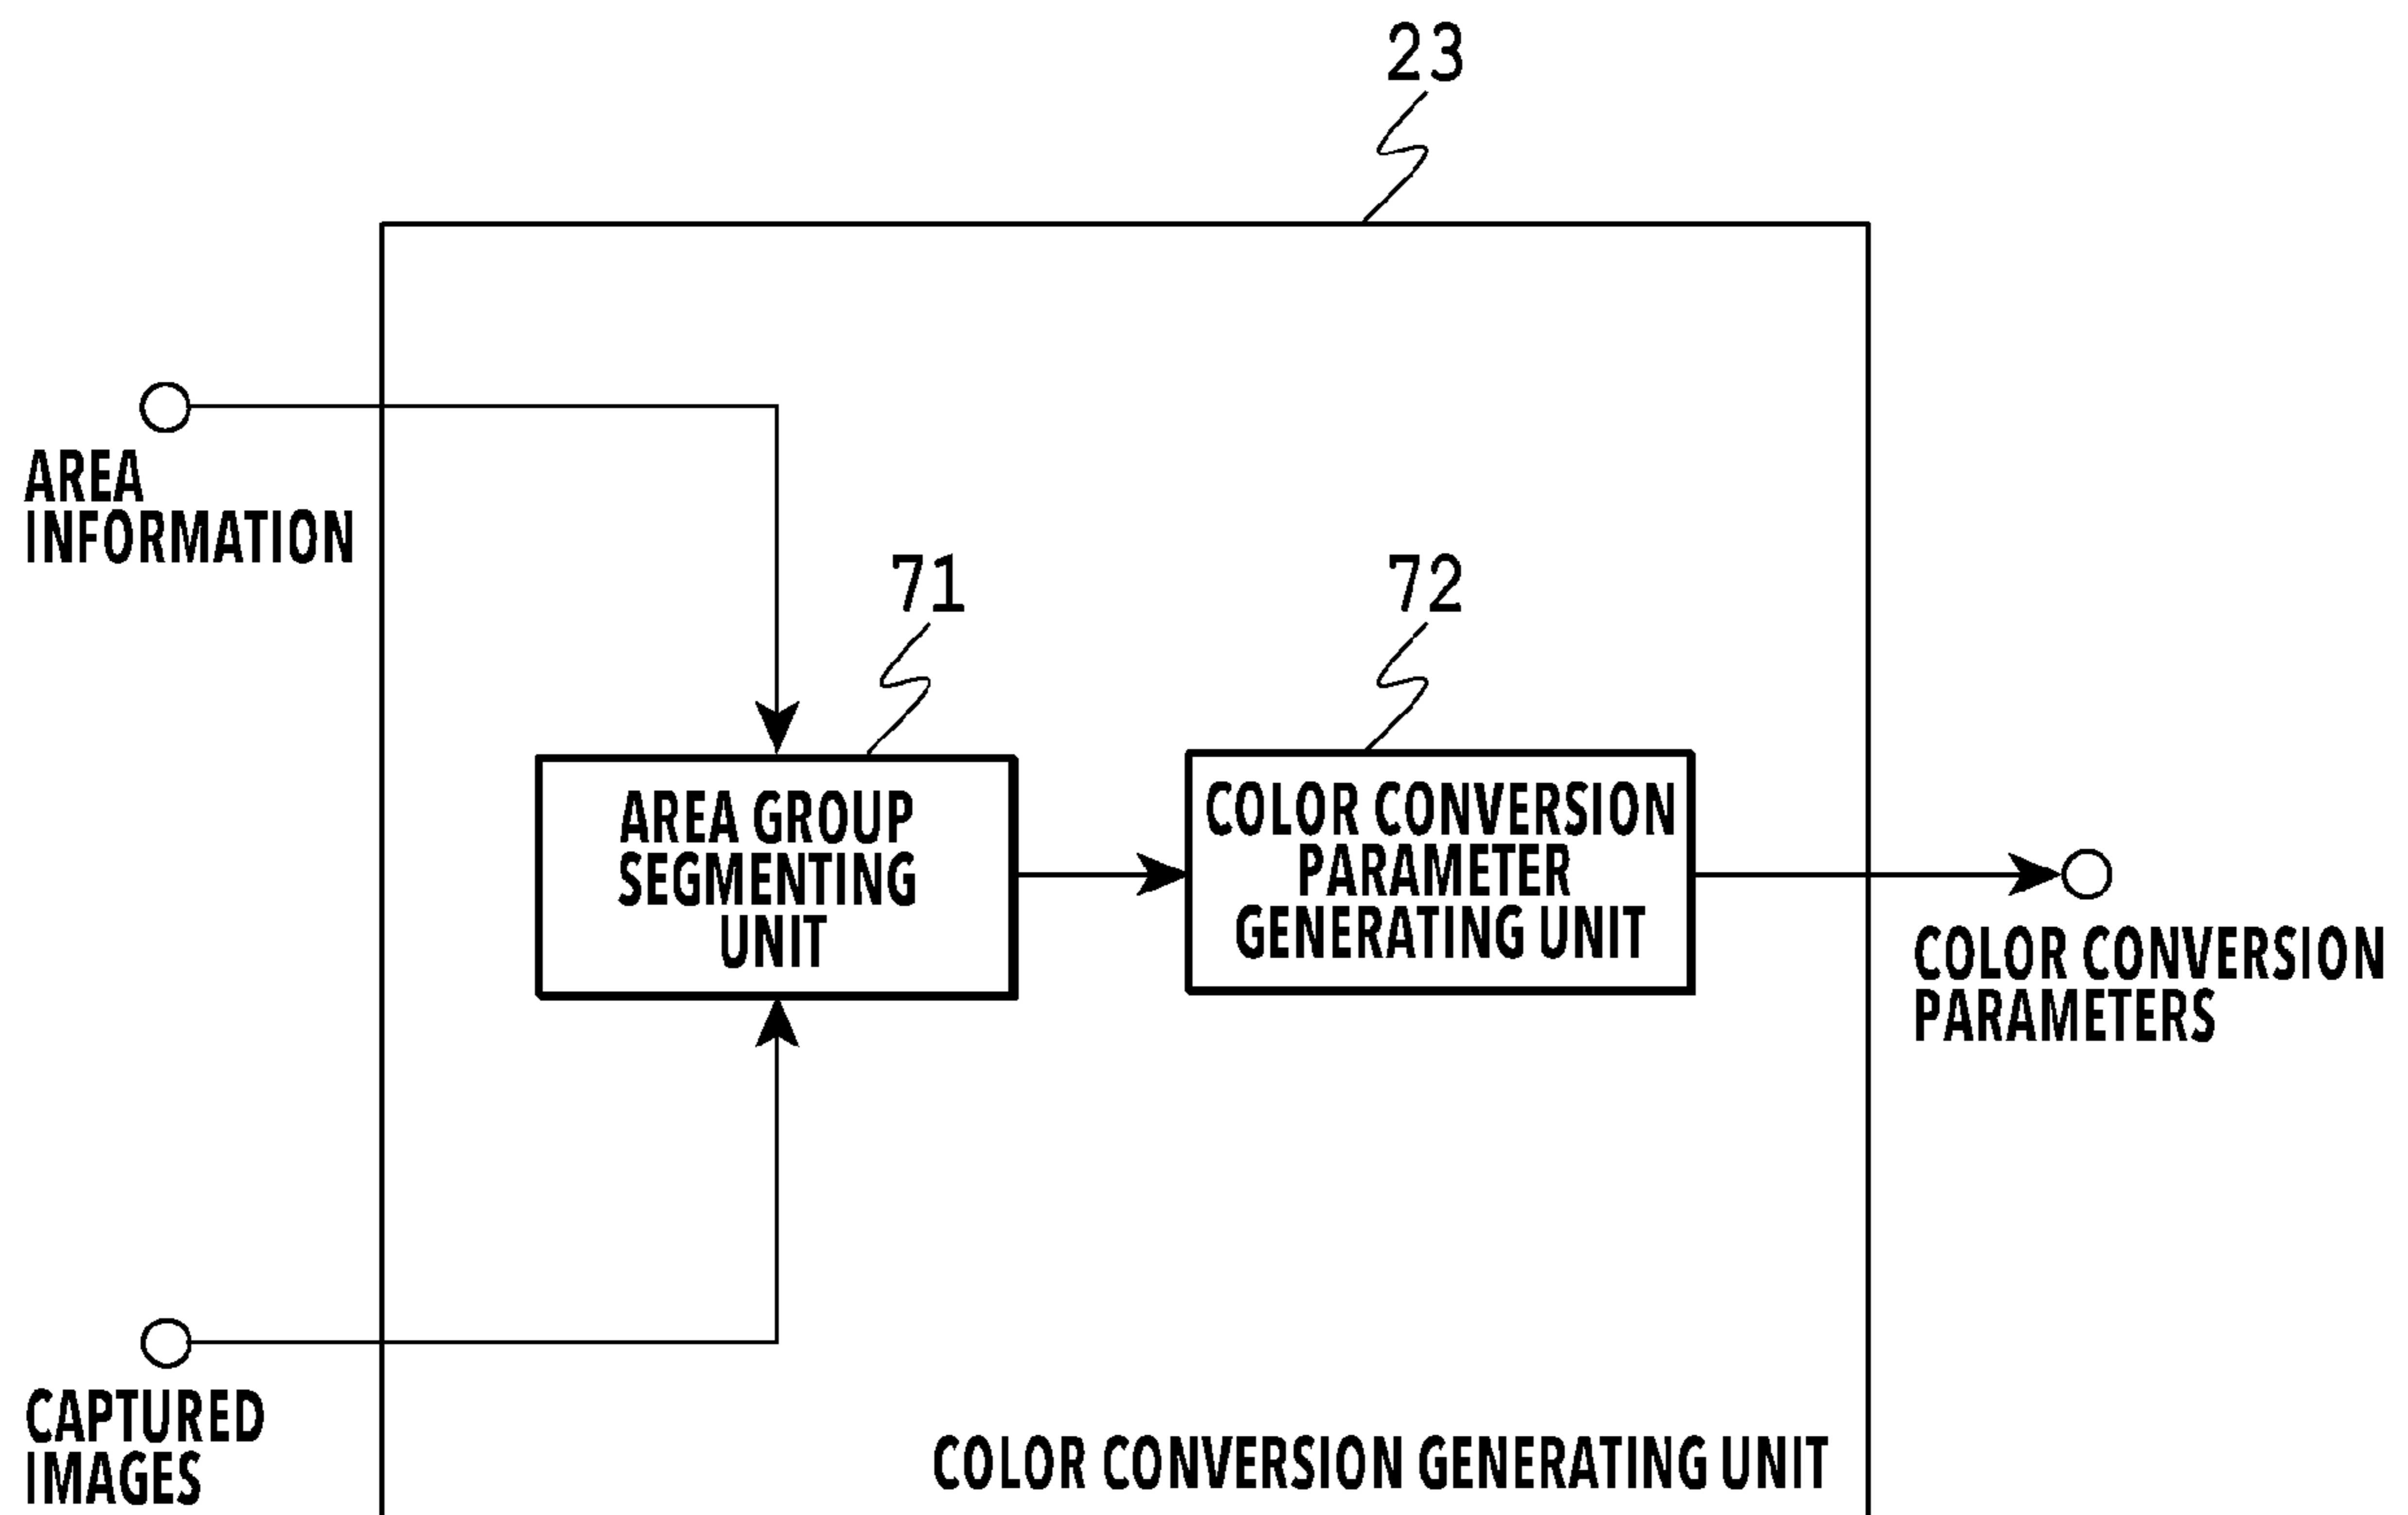 23
AREA
INFORMATION
71
72
AREA GROUP
SEGMENTING
UNIT
COLOR CONVERSION
PARAMETER
GENERATING UNIT
COLOR CONVERSION
PARAMETERS
CAPTURED
IMAGES
COLOR CONVERSION GENERATING UNIT